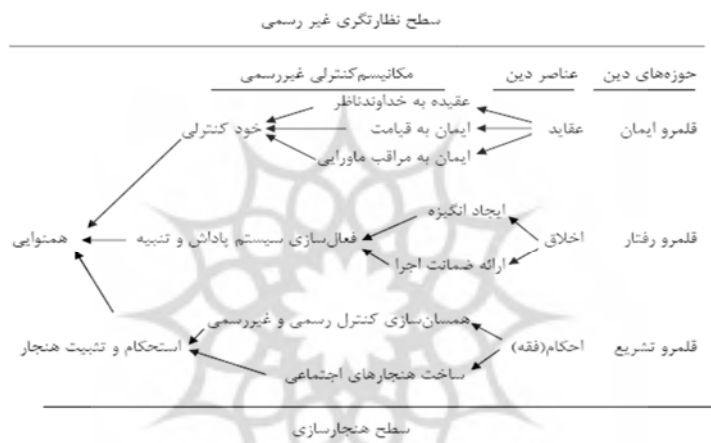 سطح نظارتگری غیر رسمی
حوزه‌های دین عناصر دین مکانیسم‌کنترلی غیررسمی
عقیده به خداوندناظر
قلمرو ایمان عقاید ایمان به قیامت خود کنترلی
ایمان به مراقب ماورایی
ایجاد انگیزه
قلمرو رفتار اخلاق فعال‌سازی سیستم پاداش و تنبیه همنوایی
ارائه ضمانت اجرا
همسان‌سازی کنترل رسمی و غیررسمی
قلمرو تشریع احکام(فقه) استحکام و تثبیت هنجار
ساخت هنجارهای اجتماعی
سطح هنجارسازی